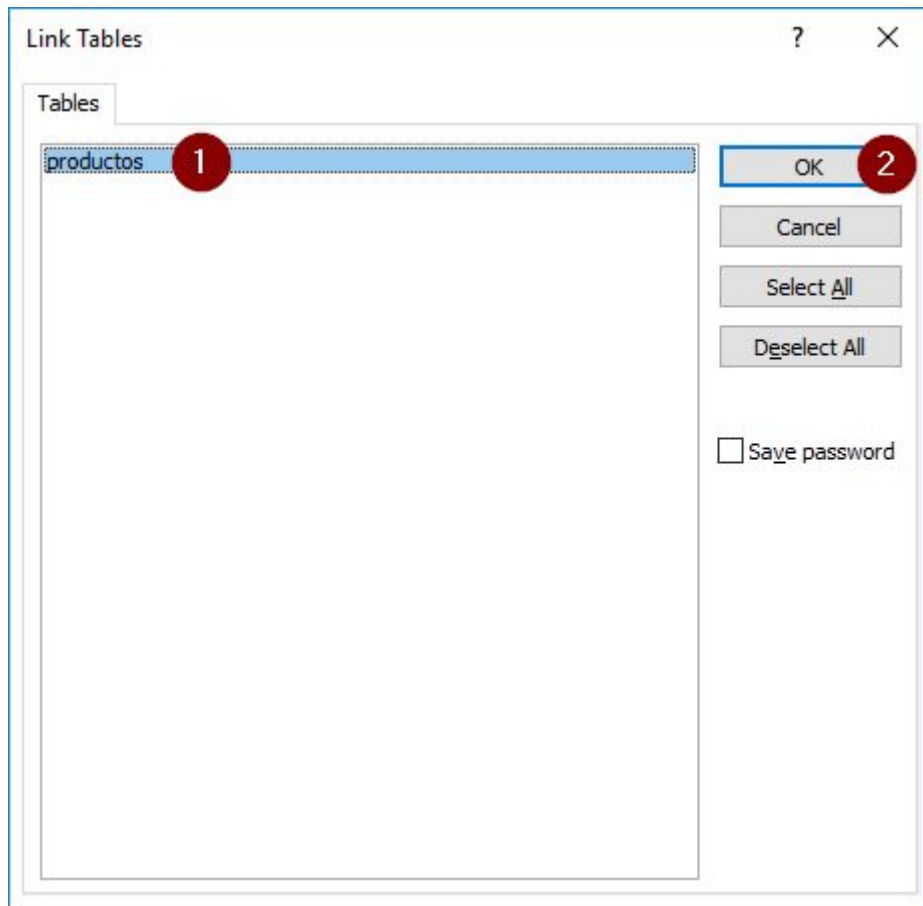 Link Tables ?
Tables
productos 1
OK 2
Cancel
Select All
Deselect All
Save password